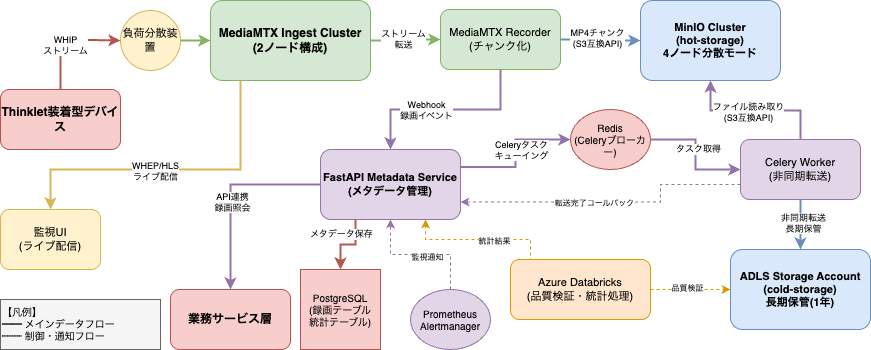 WHIP
ストリーム
負荷分散装
置
MediaMTX Ingest Cluster
(2ノード構成)
ストリーム
転送
MediaMTX Recorder
(チャンク化)
MP4チャンク
(S3互換API)
MinIO Cluster
(hot-storage)
4ノード分散モード
Thinklet装着型デバイ
ス
Webhook
録画イベント
ファイル読み取り
(S3互換API)
Redis
(Celeryブローカ
ー)
Celeryタスク
キューイング
タスク取得
Celery Worker
(非同期転送)
WHEP/HLS
ライブ配信
FastAPI Metadata Service
(メタデータ管理)
API連携
録画照会
転送完了コールバック
監視UI
(ライブ配信)
メタデータ保存
統計結果
監視通知
非同期転送
長期保管
PostgreSQL
(録画テーブル
統計テーブル)
Azure Databricks
(品質検証・統計処理)
品質検証
ADLS Storage Account
(cold-storage)
長期保管(1年)
【凡例】
メインデータフロー
制御・通知フロー
業務サービス層
Prometheus
Alertmanager